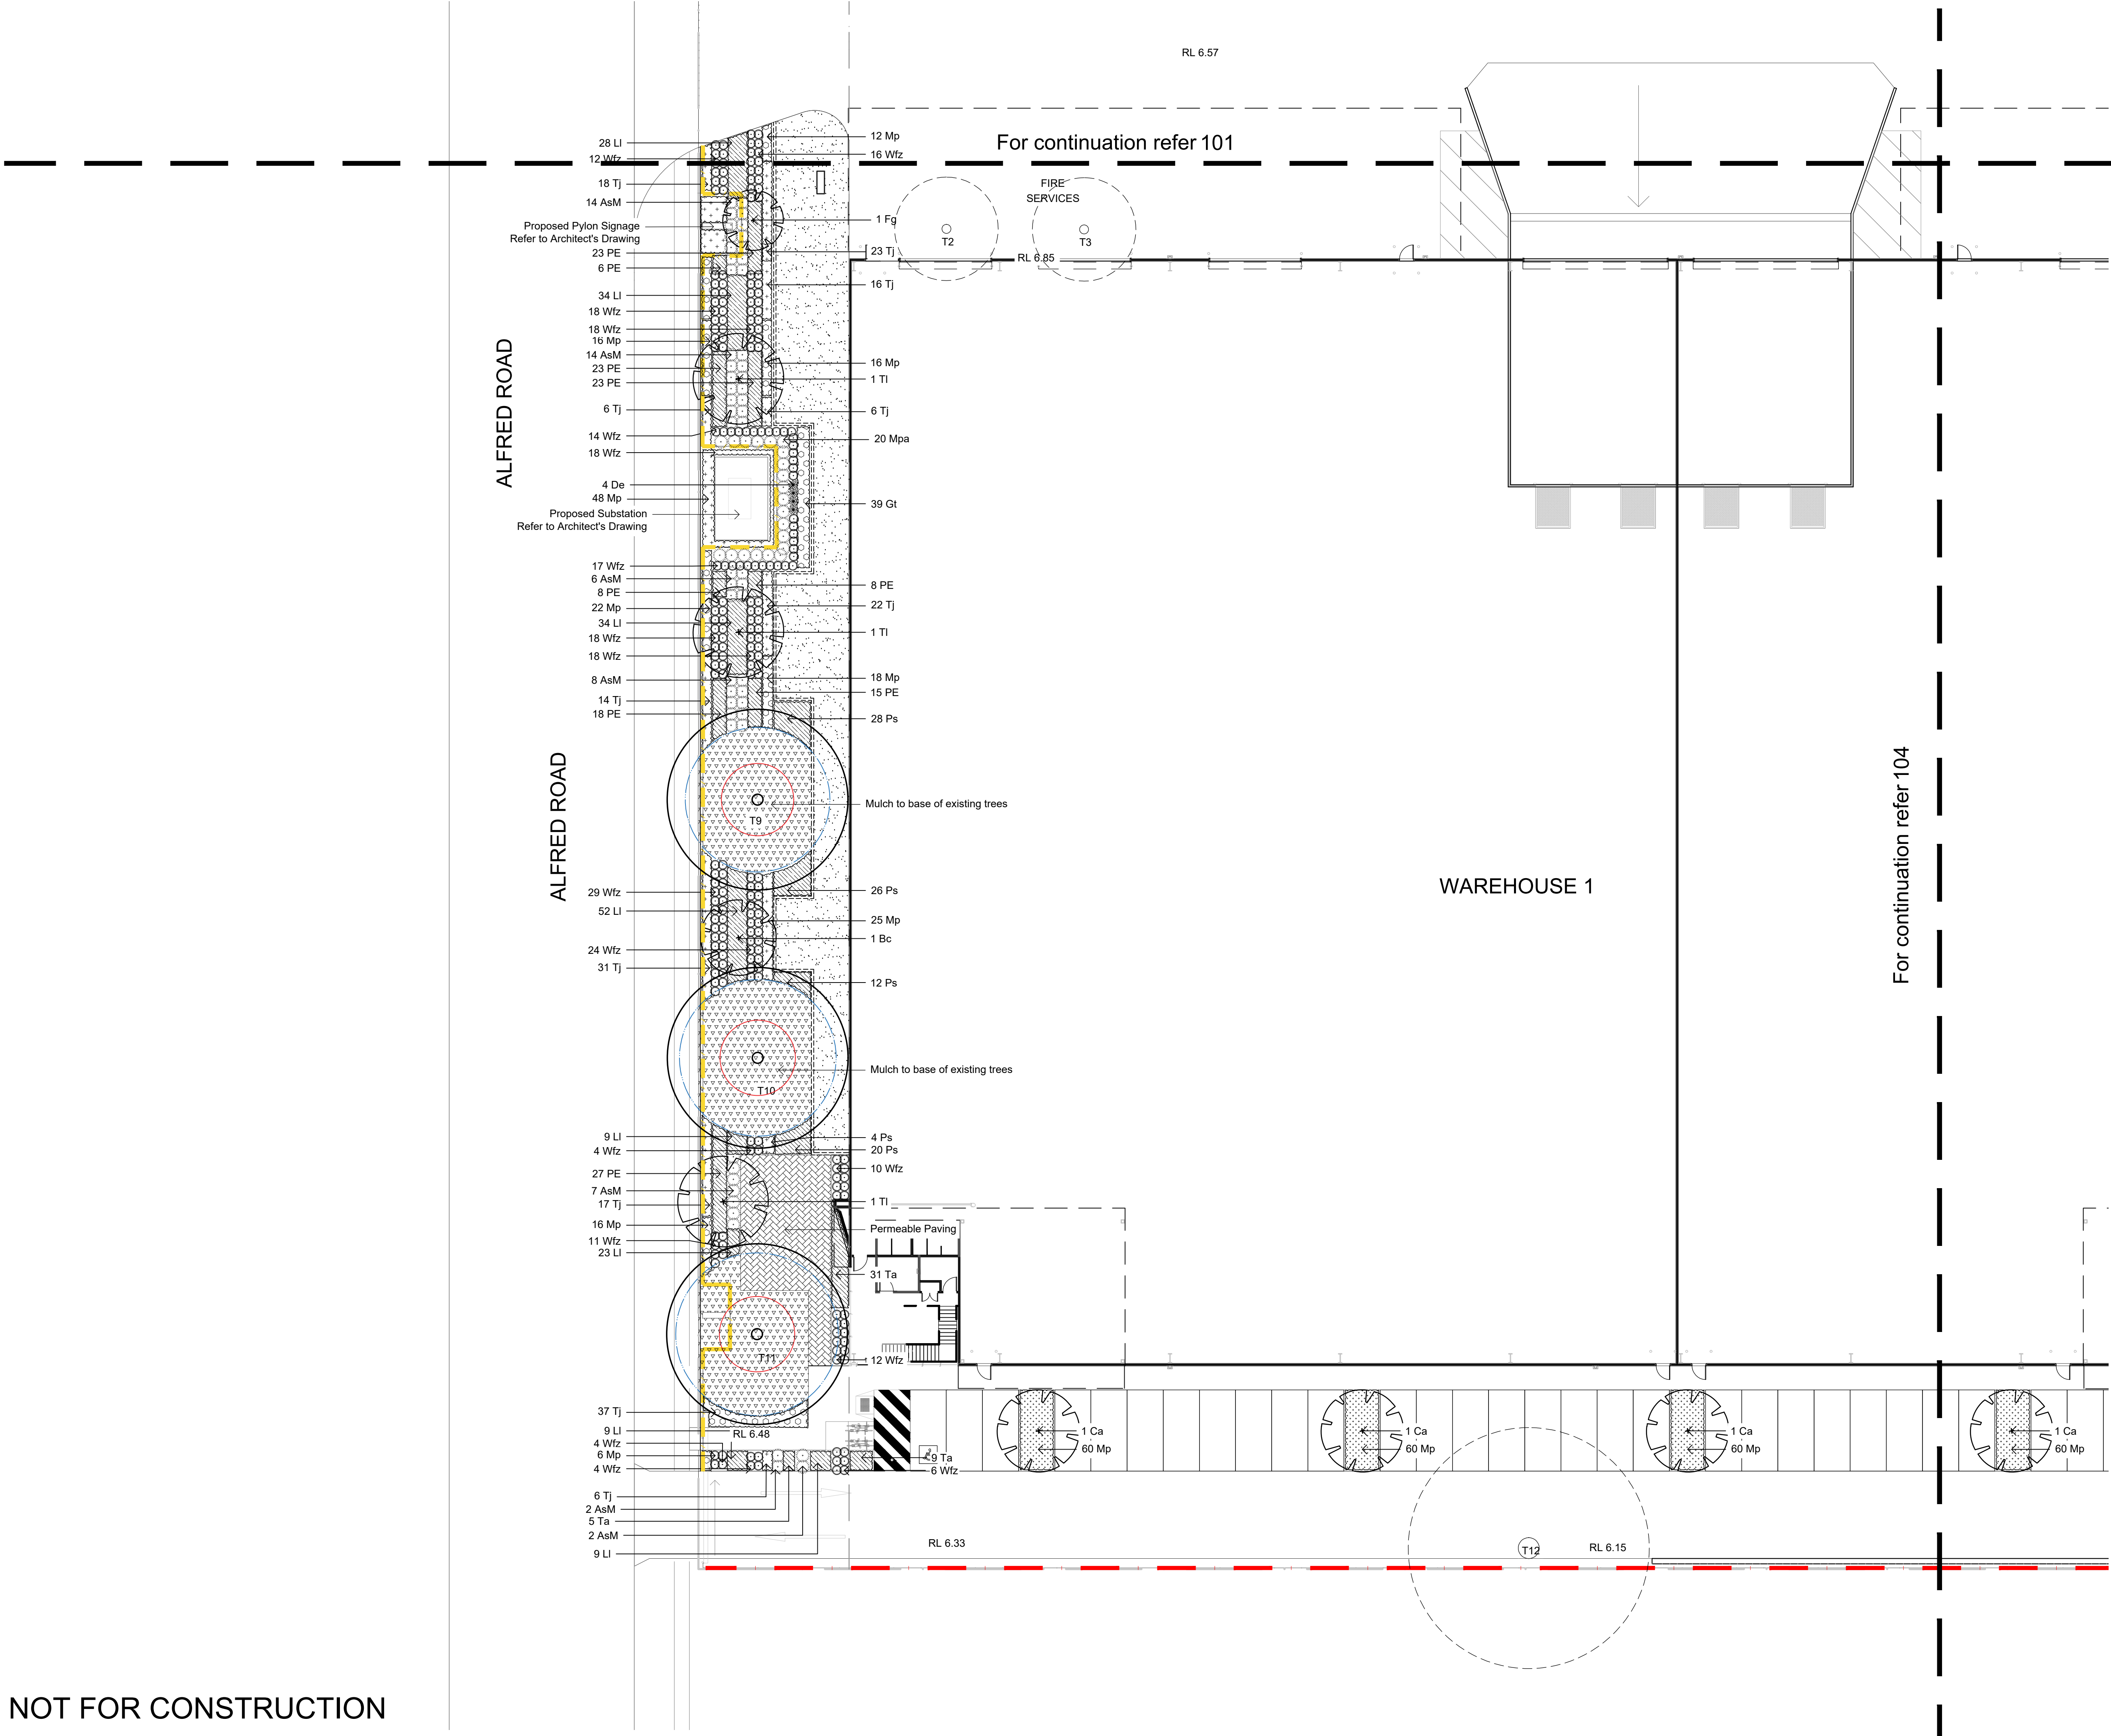 RL 6.57
For continuation refer 101
28 LI
12 Wfz
18 Tj
14 AsM
Proposed Pylon Signage
Refer to Architect's Drawing
23 PE
6 PE
34 LI
18 Wfz
18 Wfz
16 Mp
14 AsM
23 PE
23 PE
6 Tj
14 Wfz
18 Wfz
4 De
48 Mp
Proposed Substation
Refer to Architect's Drawing
17 Wfz
6 AsM
8 PE
22 Mp
34 LI
18 Wfz
18 Wfz
8 AsM
14 Tj
18 PE
29 Wfz
52 LI
24 Wfz
31 Tj
9 LI
4 Wfz
27 PE
7 AsM
17 Tj
16 Mp
11 Wfz
23 LI
37 Tj
9 LI
4 Wfz
6 Mp
4 Wfz
6 Tj
2 AsM
5 Ta
2 AsM
9 LI
12 Mp
16 Wfz
1 Fg
23 Tj
16 Tj
16 Mp
1 TI
6 Tj
20 Mpa
39 Gt
8 PE
22 Tj
1 TI
18 Mp
15 PE
28 Ps
Mulch to base of existing trees
26 Ps
25 Mp
1 Bc
12 Ps
Mulch to base of existing trees
4 Ps
20 Ps
10 Wfz
1 TI
Permeable Paving
31 Ta
12 Wfz
9 Ta
6 Wfz
T9
T10
T11
RL 6.48
FIRE
SERVICES
T2
T3
RL 6.85
ALFRED ROAD
ALFRED ROAD
WAREHOUSE 1
For continuation refer 104
1 Ca
60 Mp
1 Ca
60 Mp
1 Ca
60 Mp
1 Ca
60 Mp
RL 6.33
T12
RL 6.15
NOT FOR CONSTRUCTION